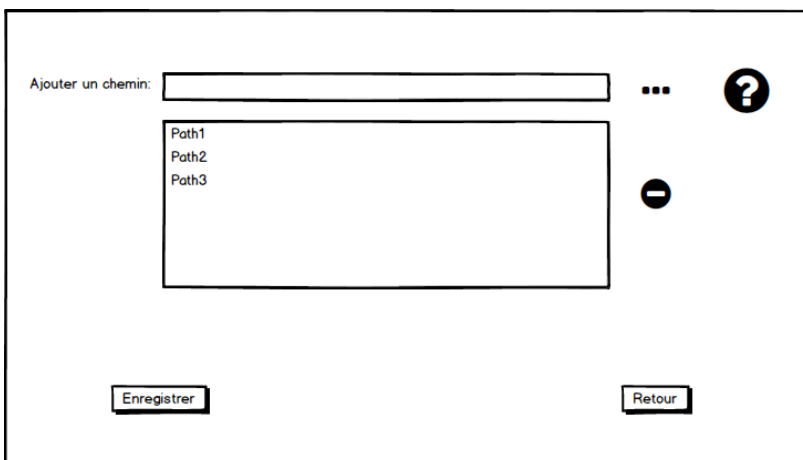 Ajouter un chemin:
...
?
Path1
Path2
Path3
Enregistrer
Retour